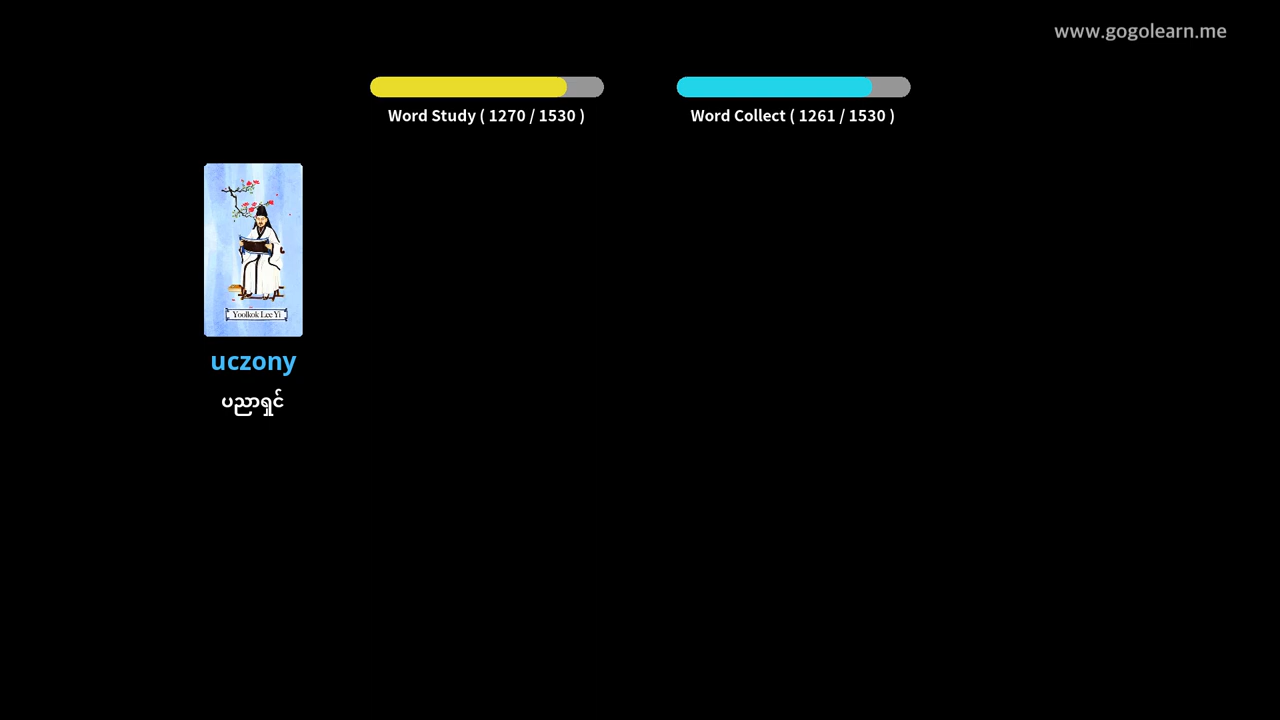 www.gogolearn.me
Word Study ( 1270 / 1530 )
Word Collect ( 1261 / 1530 )
Yoolkok Lee Yi
uczony
ပညာရှင်